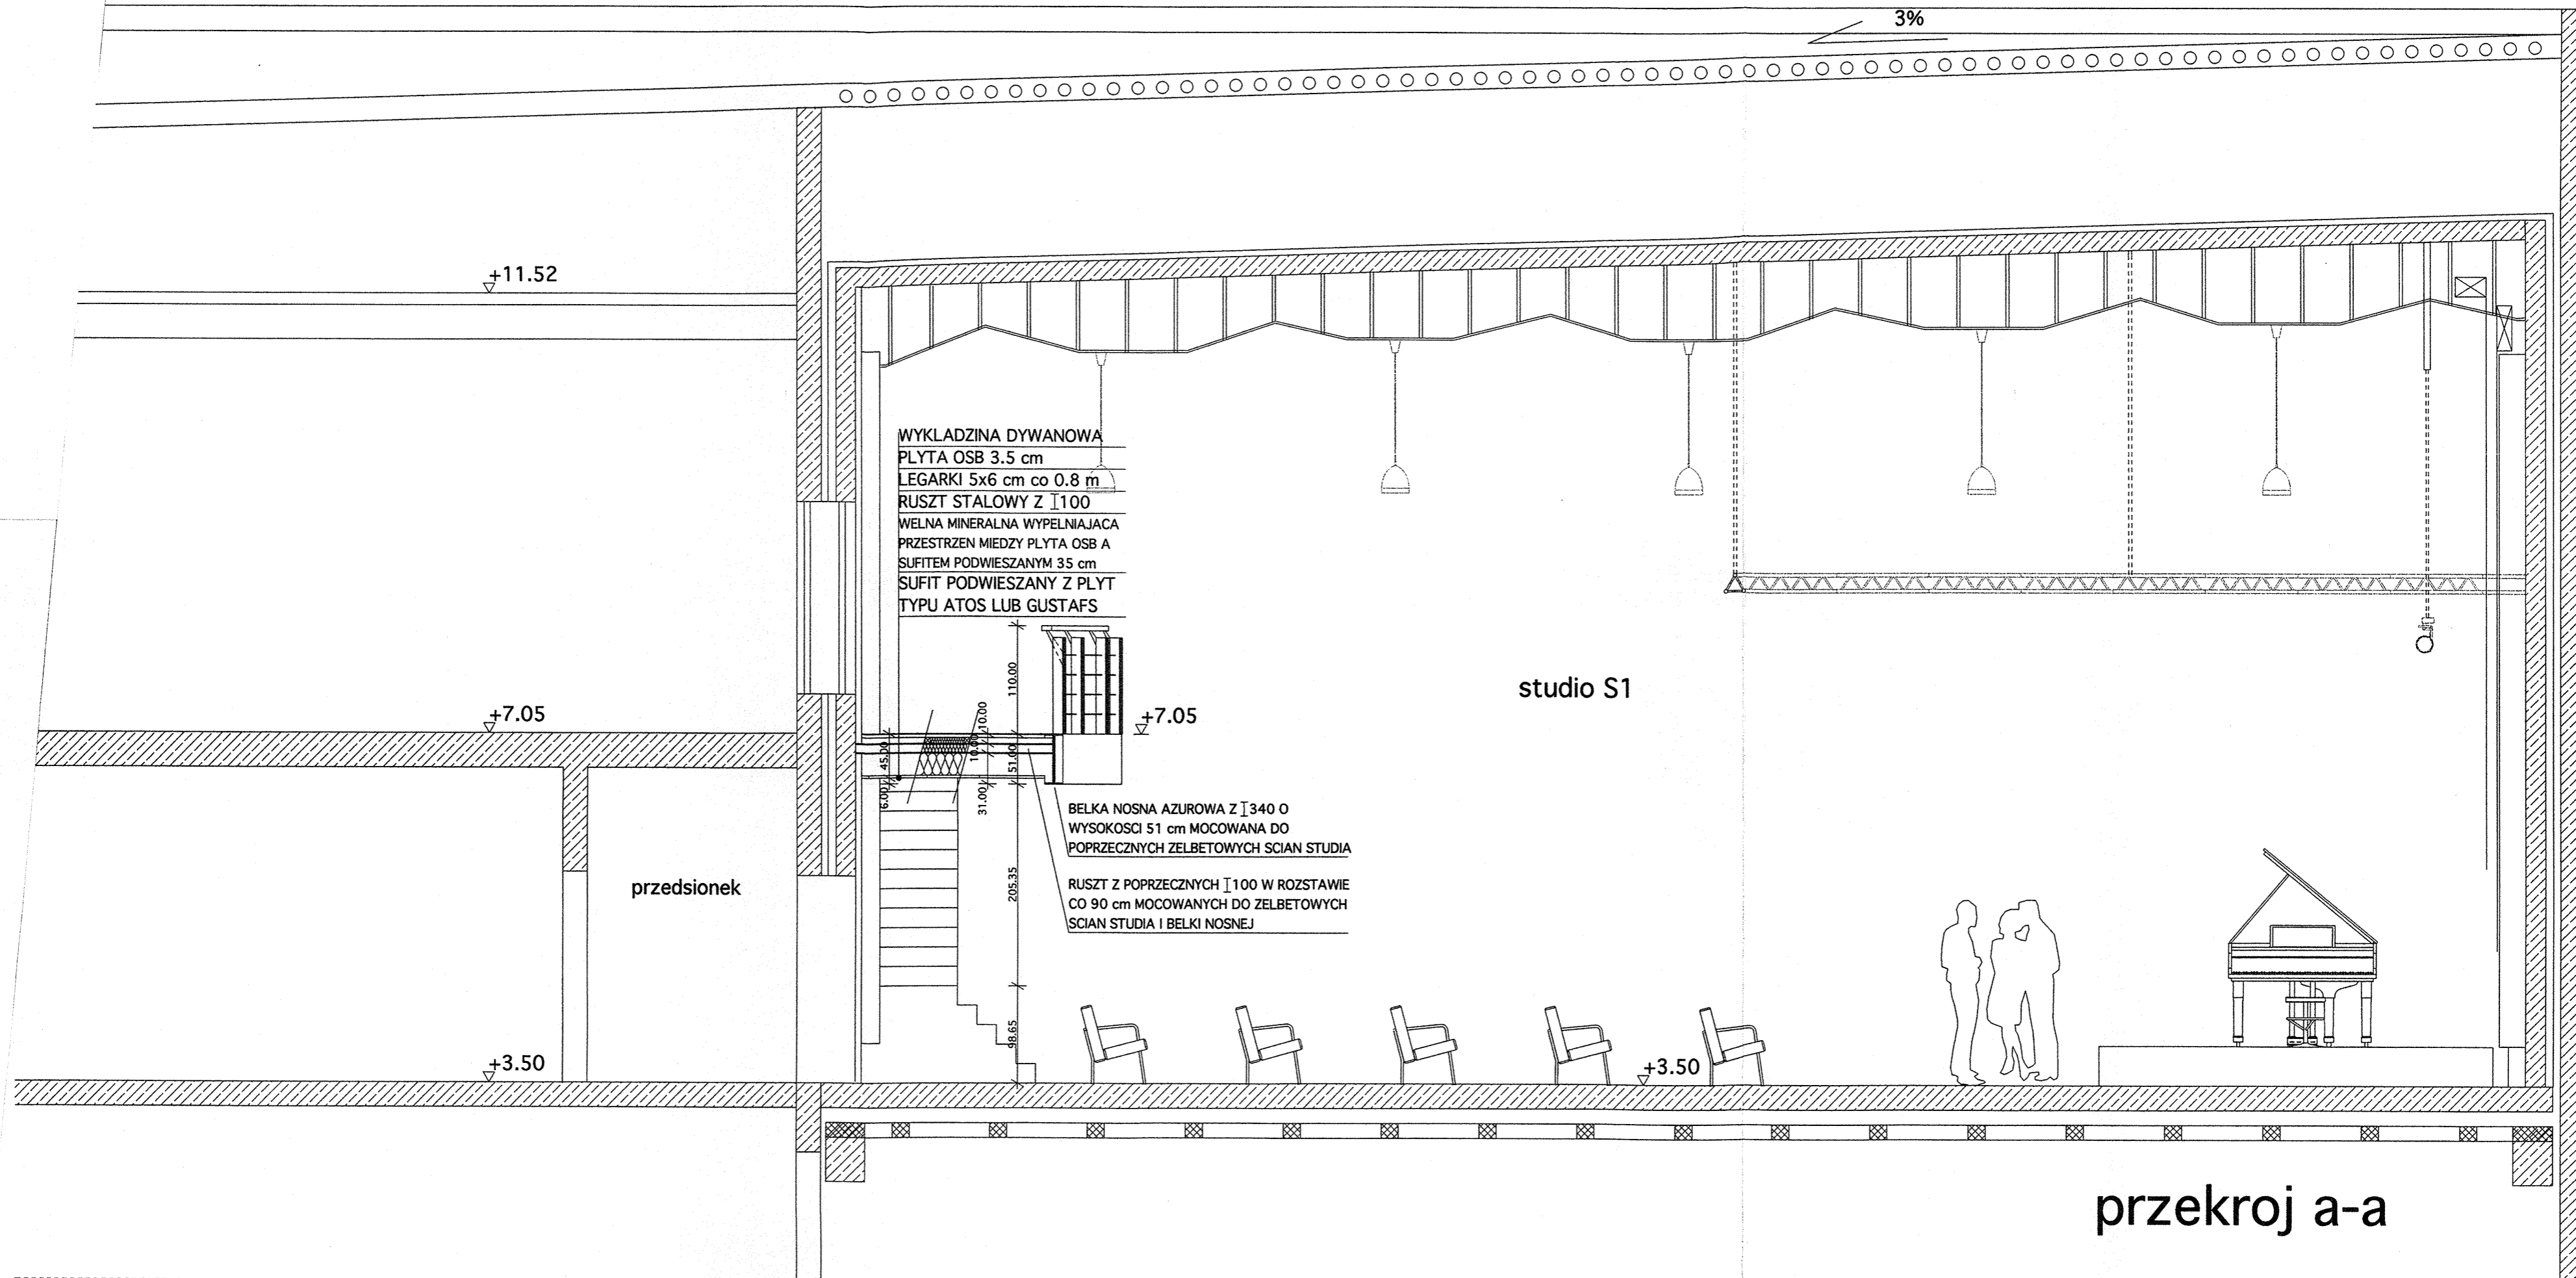 3%
+11.52
WYKLADZINA DYWANOWA
PLYTA OSB 3.5 cm
LEGARKI 5x6 cm co 0.8 m
RUSZT STALOWY Z I100
WELNA MINERALNA WYPELNIAJACA
PRZESTRZEN MIEDZY PLYTA OSB A
SUFITEM PODWIESZANYM 35 cm
SUFIT PODWIESZANY Z PLYT
TYPU ATOS LUB GUSTAFS
studio S1
+7.05
+7.05
110.00
10.00
10.00
45.00
51.00
6.00
31.00
BELKA NOSNA AZUROWA Z I340 O
WYSOKOSCI 51 cm MOCOWANA DO
POPRZECZNYCH ZELBETOWYCH SCIAN STUDIA
RUSZT Z POPRZECZNYCH I100 W ROZSTAWIE
CO 90 cm MOCOWANYCH DO ZELBETOWYCH
SCIAN STUDIA I BELKI NOSNEJ
przedsionek
205.35
98.65
+3.50
+3.50
przekroj a-a